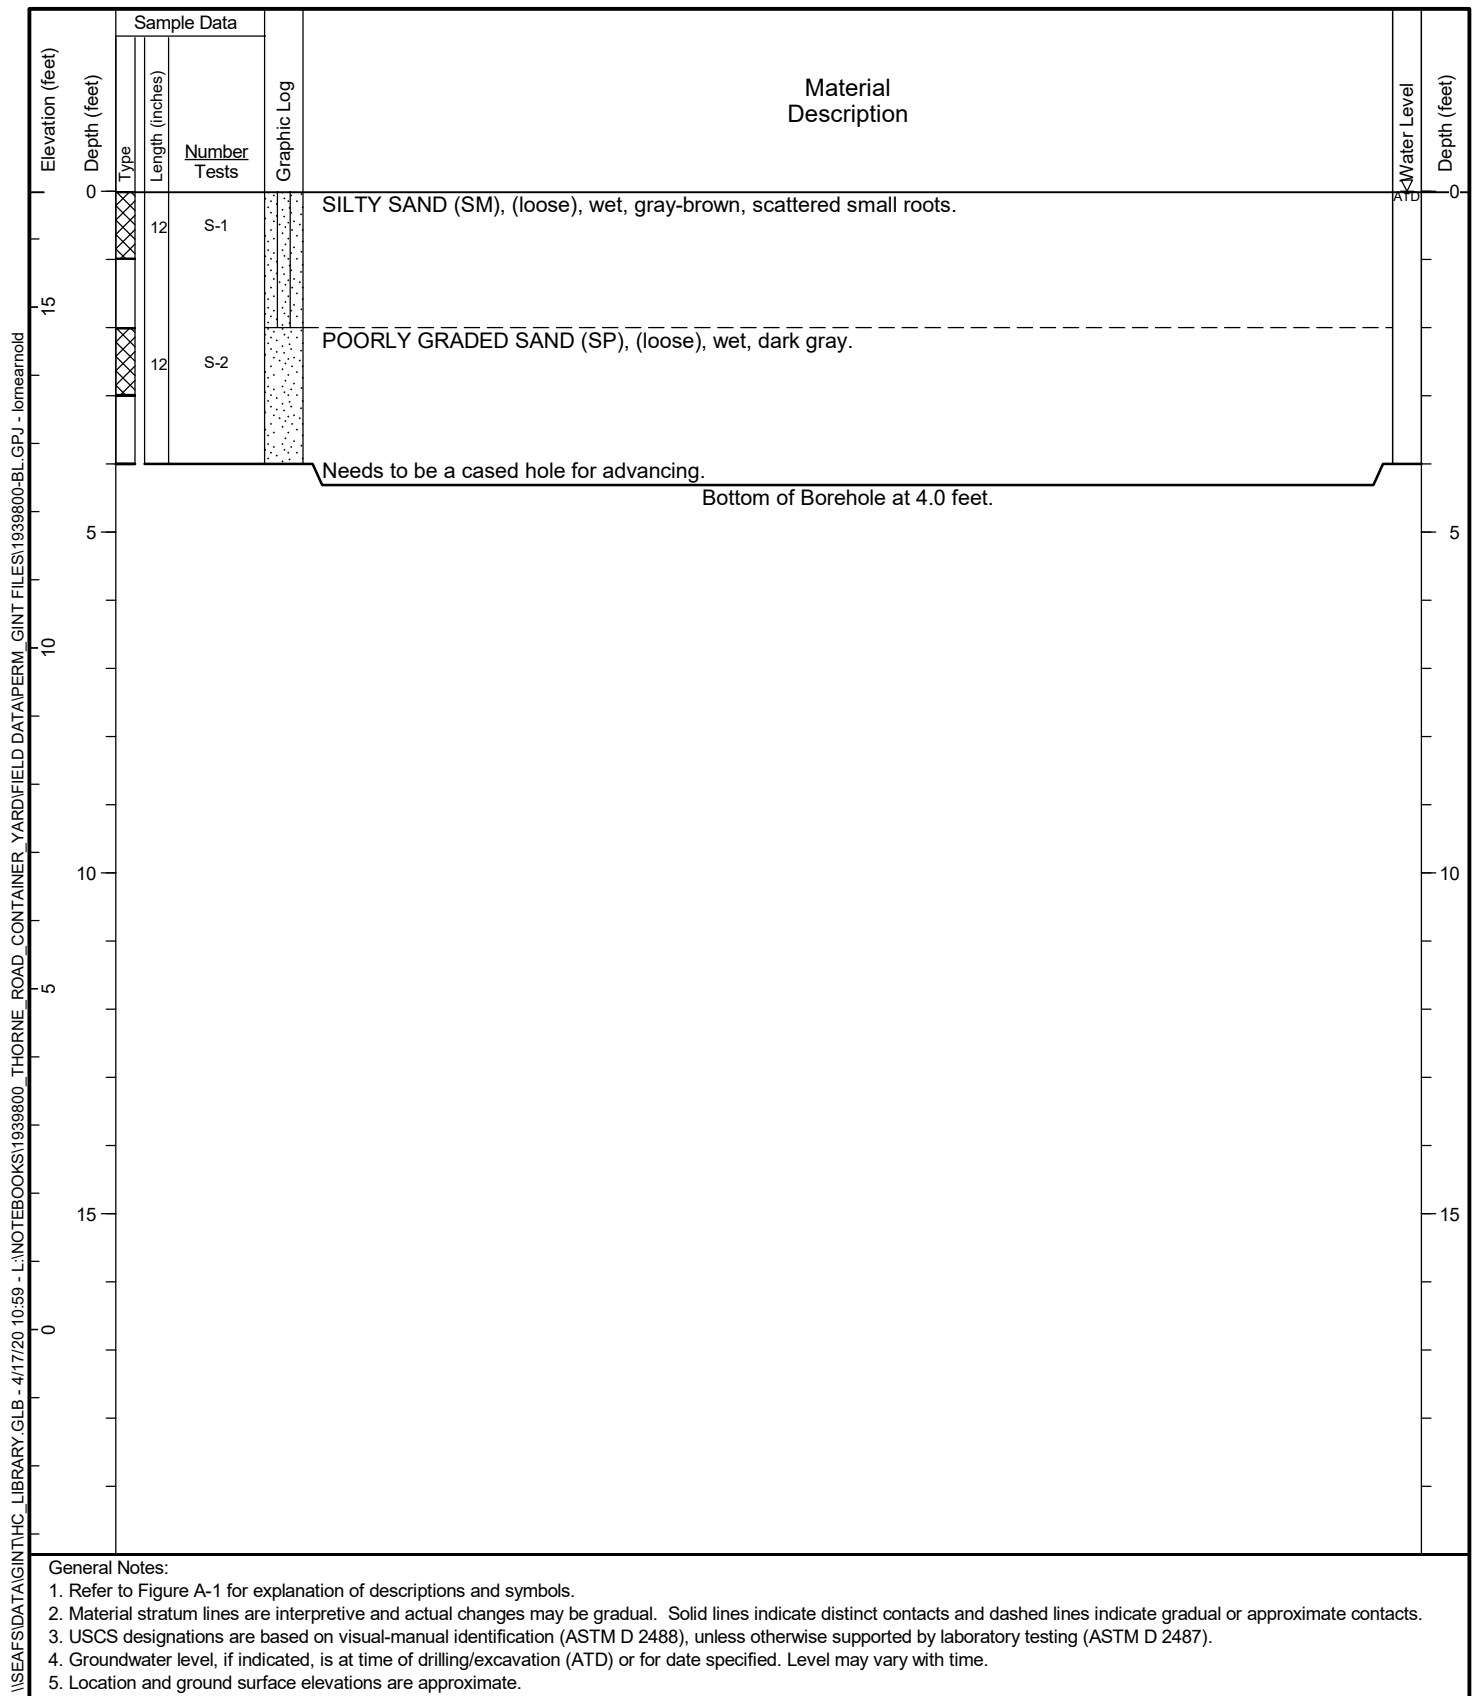 Sample Data
Elevation (feet)
Depth (feet)
Type
Length (inches)
Number
Tests
Graphic Log
Material
Description
Water Level
Depth (feet)
0
ATD
0
12
S-1
SILTY SAND (SM), (loose), wet, gray-brown, scattered small roots.
15
POORLY GRADED SAND (SP), (loose), wet, dark gray.
12
S-2
Needs to be a cased hole for advancing.
Bottom of Borehole at 4.0 feet.
5
5
10
10
10
5
15
15
0
\\SEAFS\DATA\GINT\HC_LIBRARY.GLB - 4/17/20 10:59 - L:\NOTEBOOKS\1939800_THORNE_ROAD_CONTAINER_YARD\FIELD DATA\PERM_GINT FILES\1939800-BL.GPJ - lornearnold
General Notes:
1. Refer to Figure A-1 for explanation of descriptions and symbols.
2. Material stratum lines are interpretive and actual changes may be gradual. Solid lines indicate distinct contacts and dashed lines indicate gradual or approximate contacts.
3. USCS designations are based on visual-manual identification (ASTM D 2488), unless otherwise supported by laboratory testing (ASTM D 2487).
4. Groundwater level, if indicated, is at time of drilling/excavation (ATD) or for date specified. Level may vary with time.
5. Location and ground surface elevations are approximate.